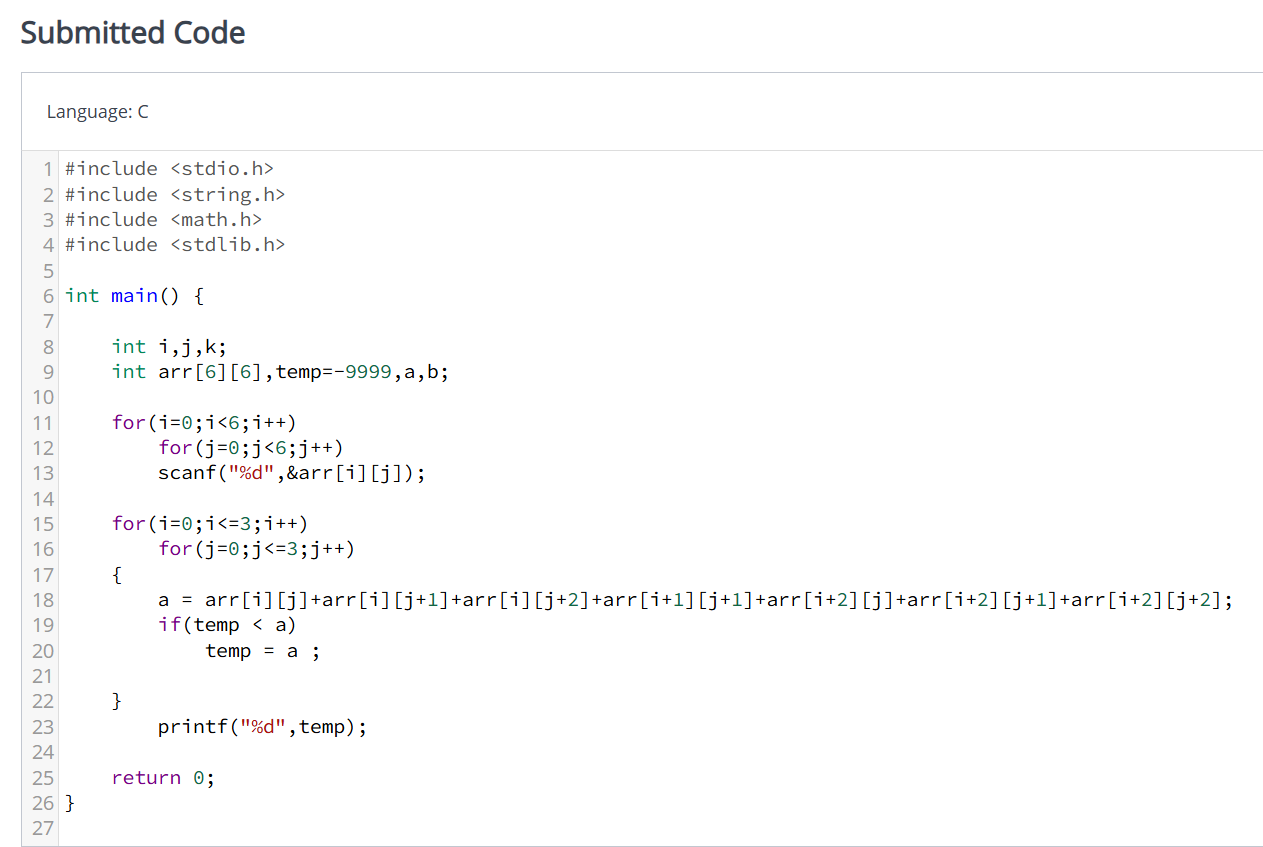 Submitted Code
Language: C
1 #include <stdio.h>
2 #include <string.h>
3 #include <math.h>
4 #include <stdlib.h>
5
6 int main() {
7
8     int i,j,k;
9     int arr[6][6],temp=-9999,a,b;
10
11     for(i=0;i<6;i++)
12         for(j=0;j<6;j++)
13         scanf("%d",&arr[i][j]);
14
15     for(i=0;i<=3;i++)
16         for(j=0;j<=3;j++)
17     {
18         a = arr[i][j]+arr[i][j+1]+arr[i][j+2]+arr[i+1][j+1]+arr[i+2][j]+arr[i+2][j+1]+arr[i+2][j+2];
19         if(temp < a)
20             temp = a ;
21
22     }
23         printf("%d",temp);
24
25     return 0;
26 }
27